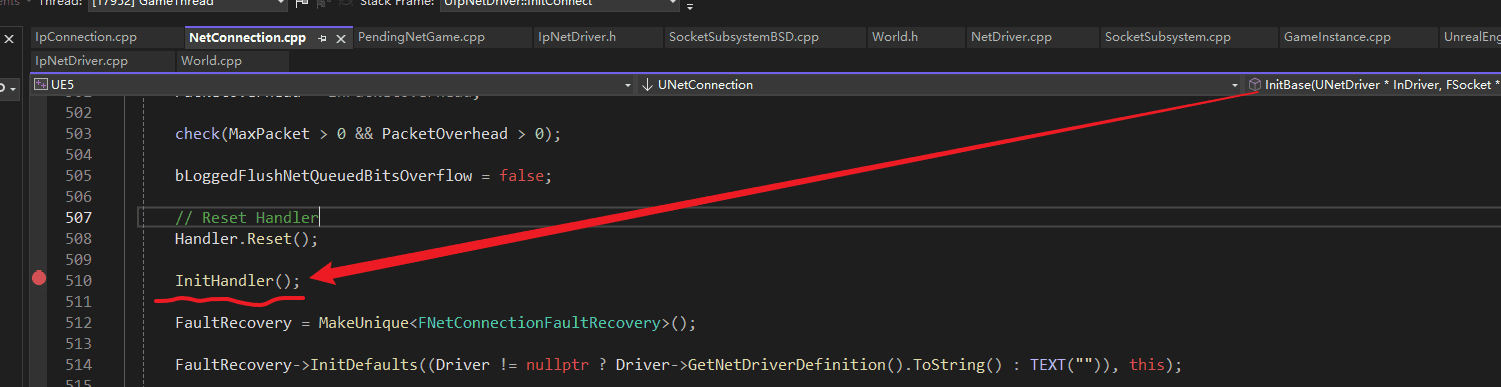 Thread: [17952] GameThread Stack Frame: UIpNetDriver::InitConnect
IpConnection.cpp NetConnection.cpp PendingNetGame.cpp IpNetDriver.h SocketSubsystemBSD.cpp World.h NetDriver.cpp SocketSubsystem.cpp GameInstance.cpp UnrealEng
IpNetDriver.cpp World.cpp
UE5 UNetConnection InitBase(UNetDriver * InDriver, FSocket *
502
503 check(MaxPacket > 0 && PacketOverhead > 0);
504
505 bLoggedFlushNetQueuedBitsOverflow = false;
506
507 // Reset Handler
508 Handler.Reset();
509
510 InitHandler();
511
512 FaultRecovery = MakeUnique<FNetConnectionFaultRecovery>();
513
514 FaultRecovery->InitDefaults((Driver != nullptr ? Driver->GetNetDriverDefinition().ToString() : TEXT("")), this);
515